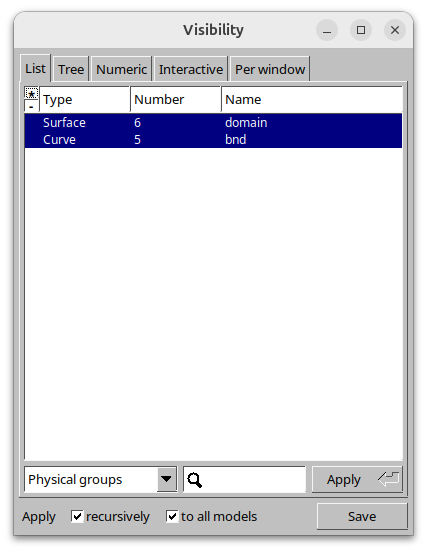 Visibility
List Tree Numeric Interactive Per window
* Type Number Name
-
Surface 6 domain
Curve 5 bnd
Physical groups Apply
Apply recursively to all models Save